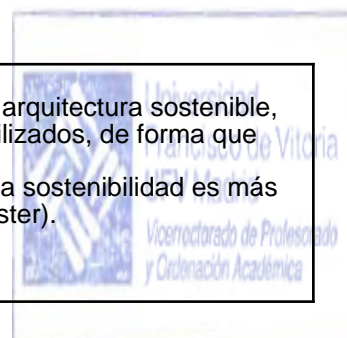 arquitectura sostenible,
ilizados, de forma que
a sostenibilidad es más
ster).
Universidad
Francisco de Vitoria
UFV Madrid
Vicerrectorado de Profesorado
y Ordenación Académica